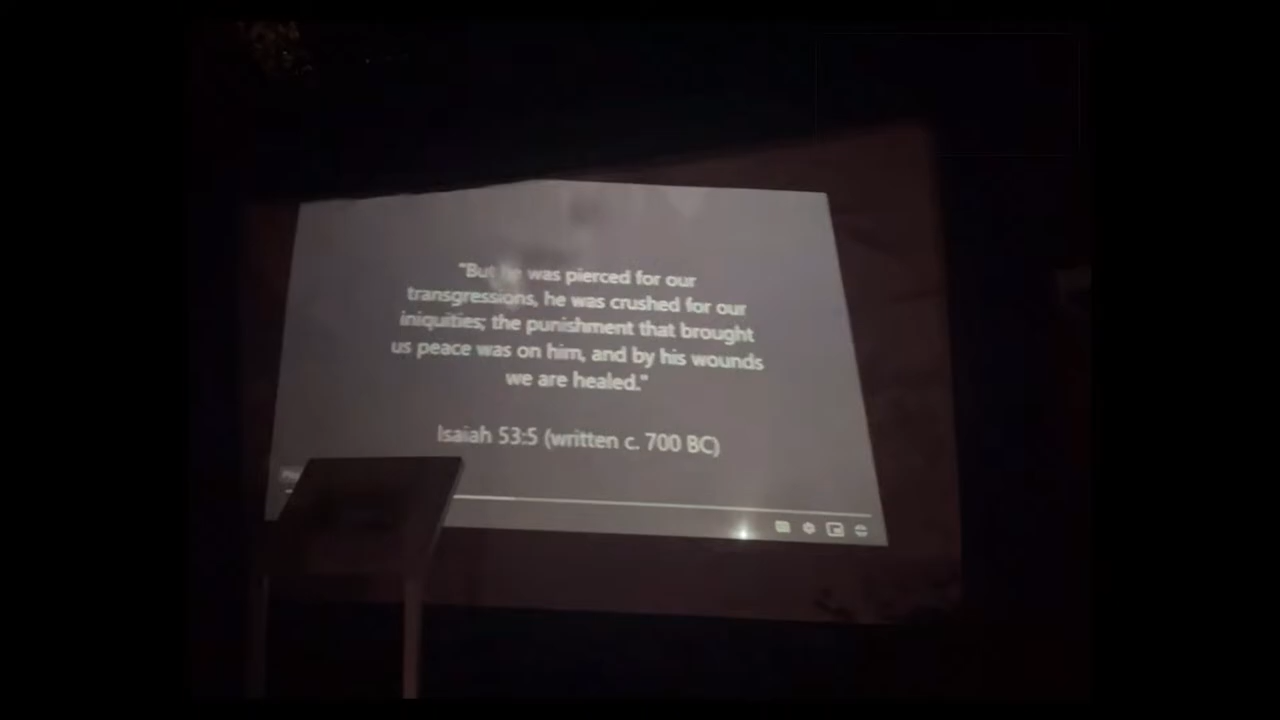 "But he was pierced for our
transgressions, he was crushed for our
iniquities; the punishment that brought
us peace was on him, and by his wounds
we are healed."
Isaiah 53:5 (written c. 700 BC)